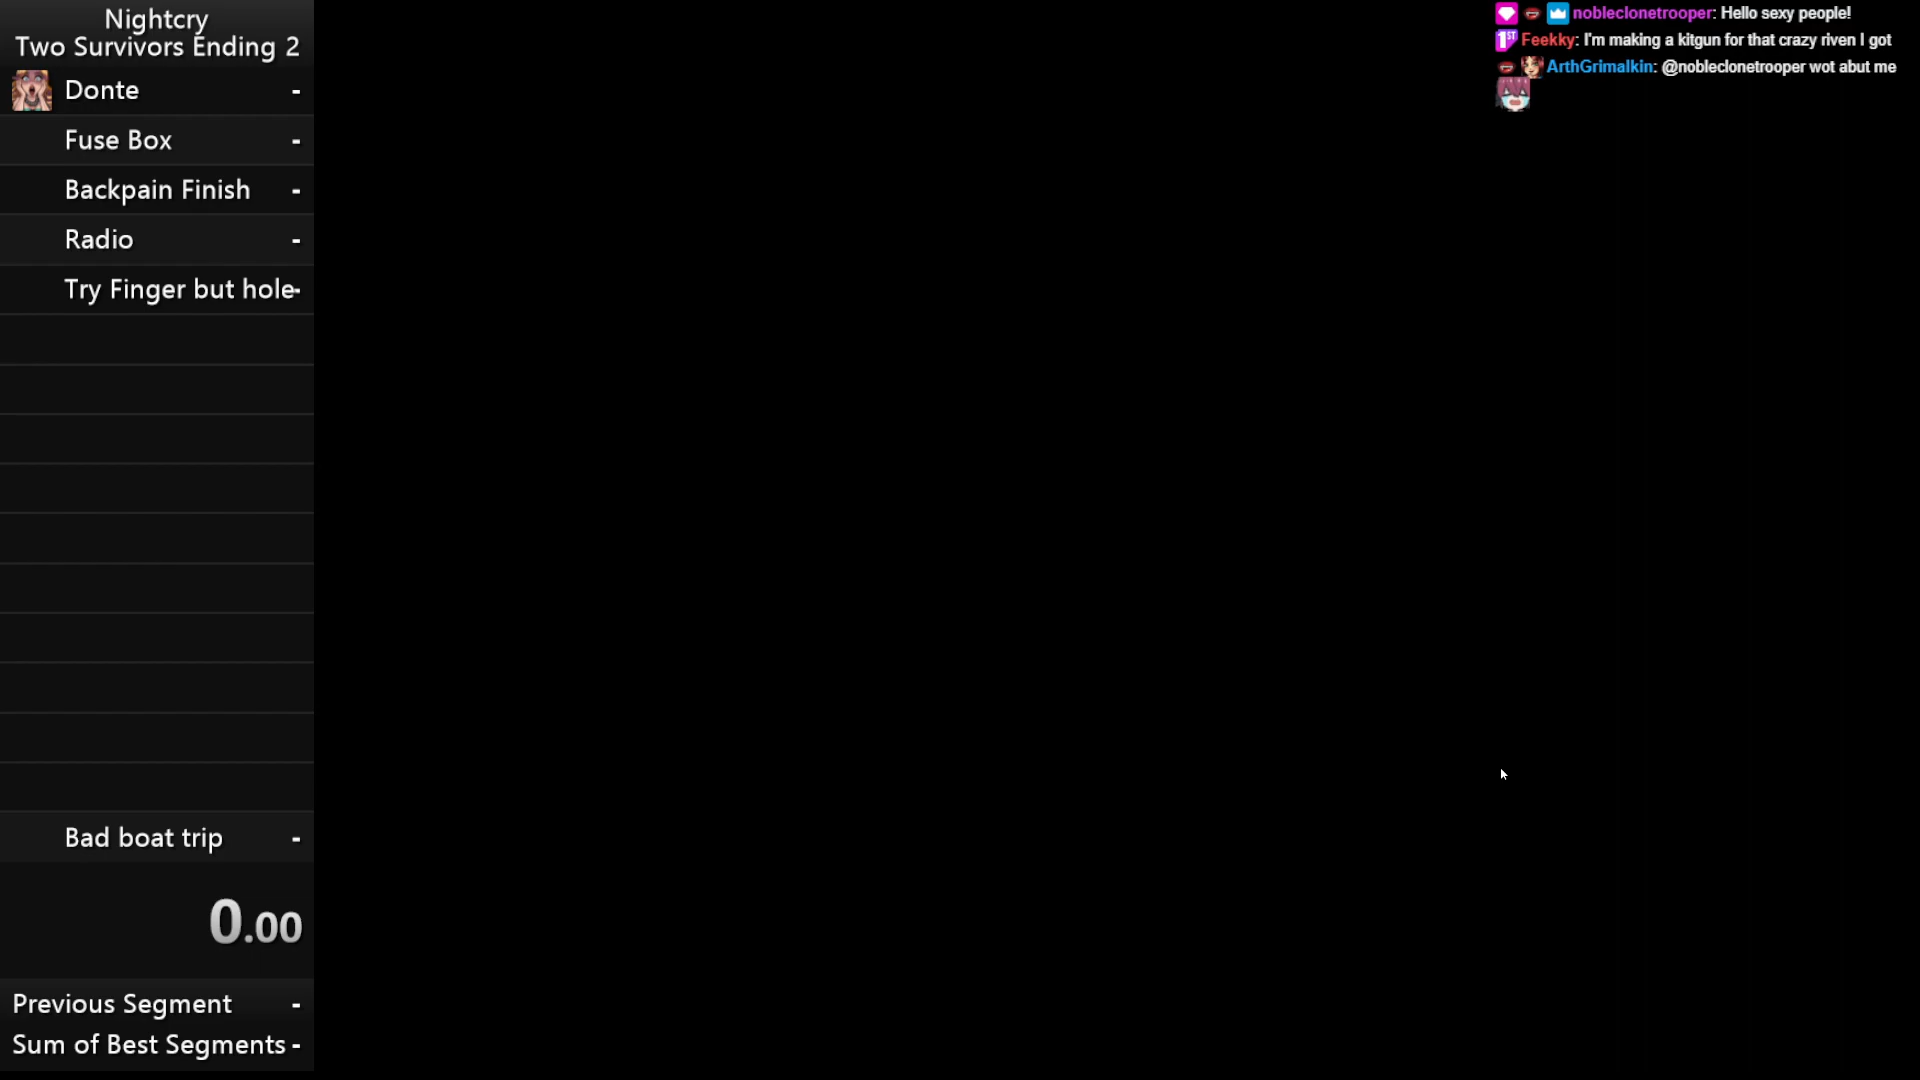 Nightcry
Two Survivors Ending 2
Donte -
Fuse Box -
Backpain Finish -
Radio -
Try Finger but hole-
Bad boat trip -
0.00
Previous Segment -
Sum of Best Segments -
nobleclonetrooper: Hello sexy people!
1ST Feekky: I'm making a kitgun for that crazy riven I got
ArthGrimalkin: @nobleclonetrooper wot abut me